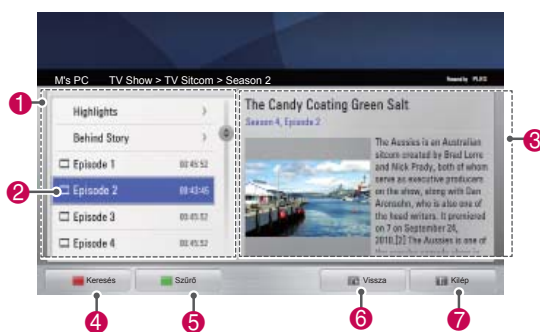 M's PC TV Show > TV Sitcom > Season 2
Powered by PLEX
1
Highlights
Behind Story
Episode 1 00:45:52
2
Episode 2 00:43:46
Episode 3 00:45:52
Episode 4 00:45:52
The Candy Coating Green Salt
Season 4, Episode 2
3
The Aussies is an Australian
sitcom created by Brad Lorre
and Nick Prady, both of whom
serve as executive producers
on the show, along with Dan
Aronsohn, who is also one of
the head writers. It premiered
on 7 on September 24,
2010.[2] The Aussies is one of
Keresés
Szűrő
Vissza
Kilép
4
5
6
7